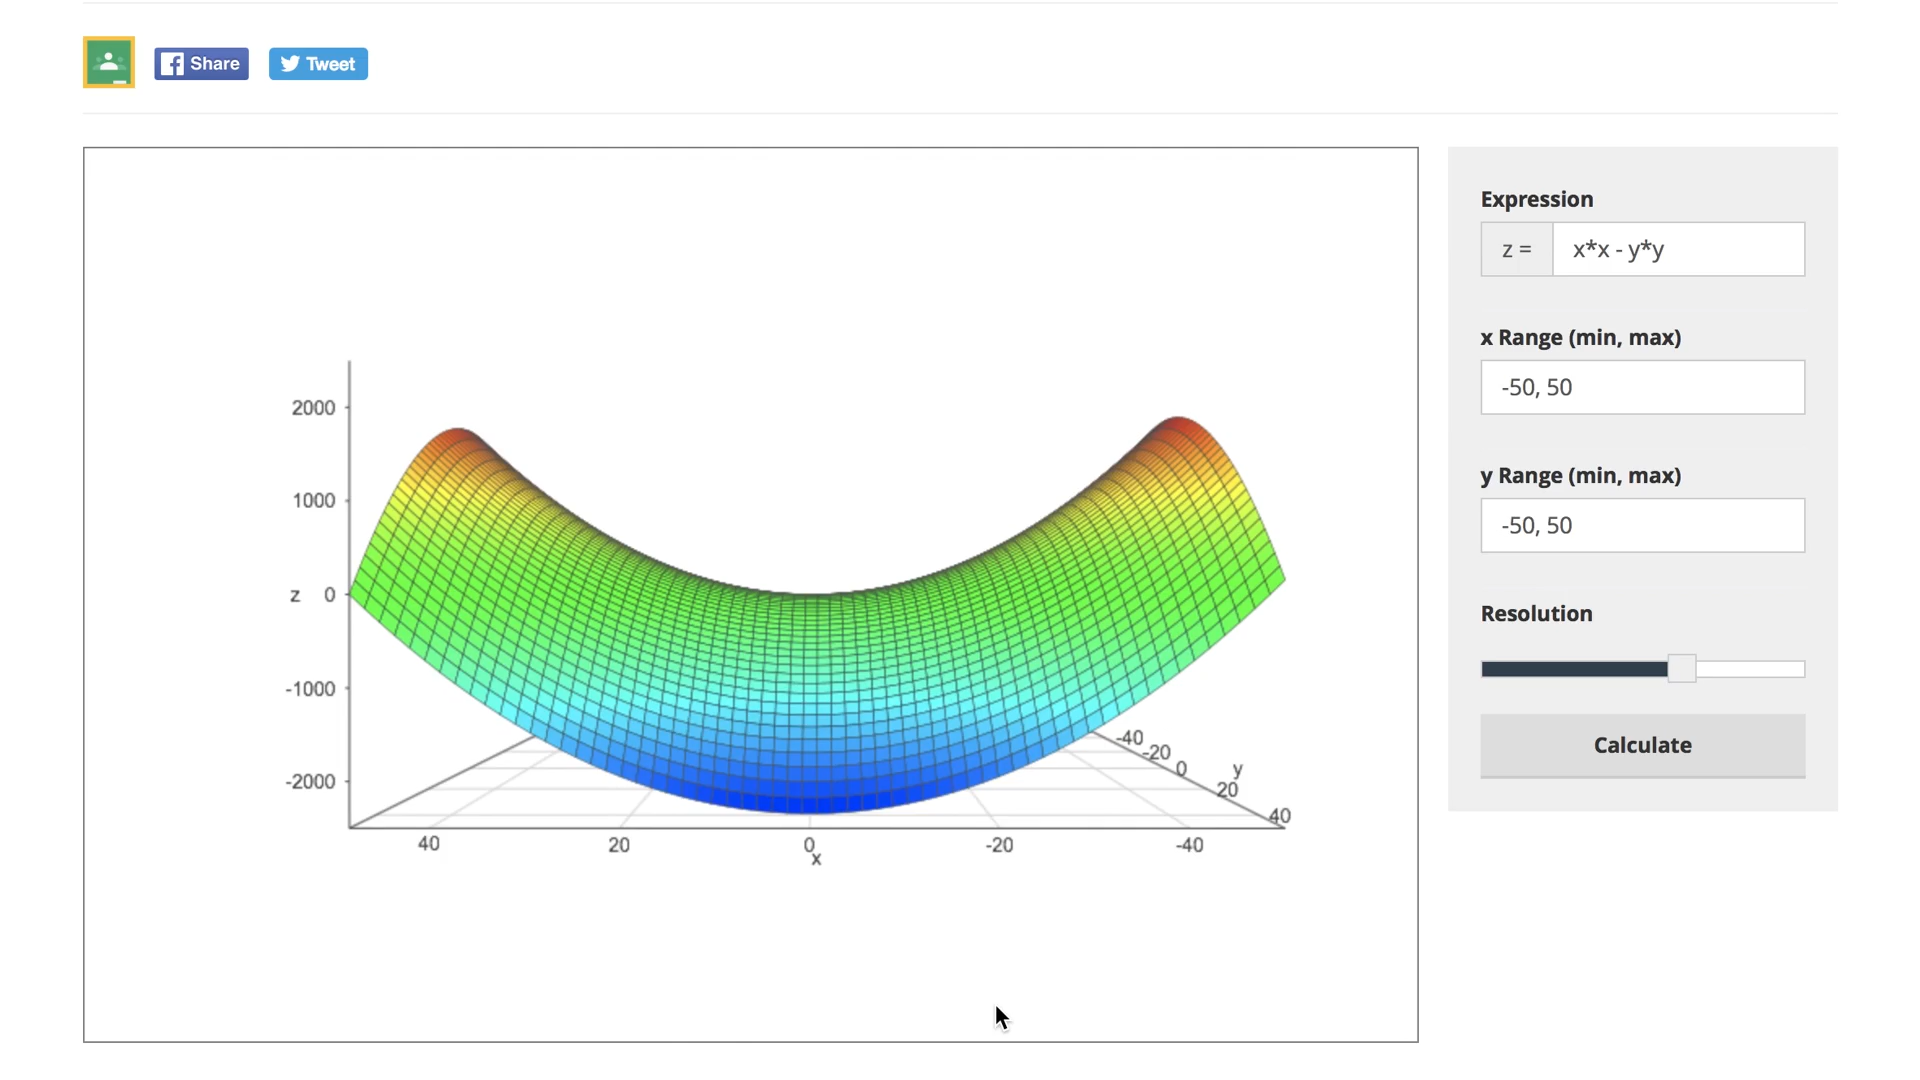 Share
Tweet
Expression
z =
x*x - y*y
x Range (min, max)
-50, 50
y Range (min, max)
-50, 50
Resolution
Calculate
2000
1000
z 0
-1000
-2000
40
20
0
-20
-40
x
-40
-20
0
y
20
40